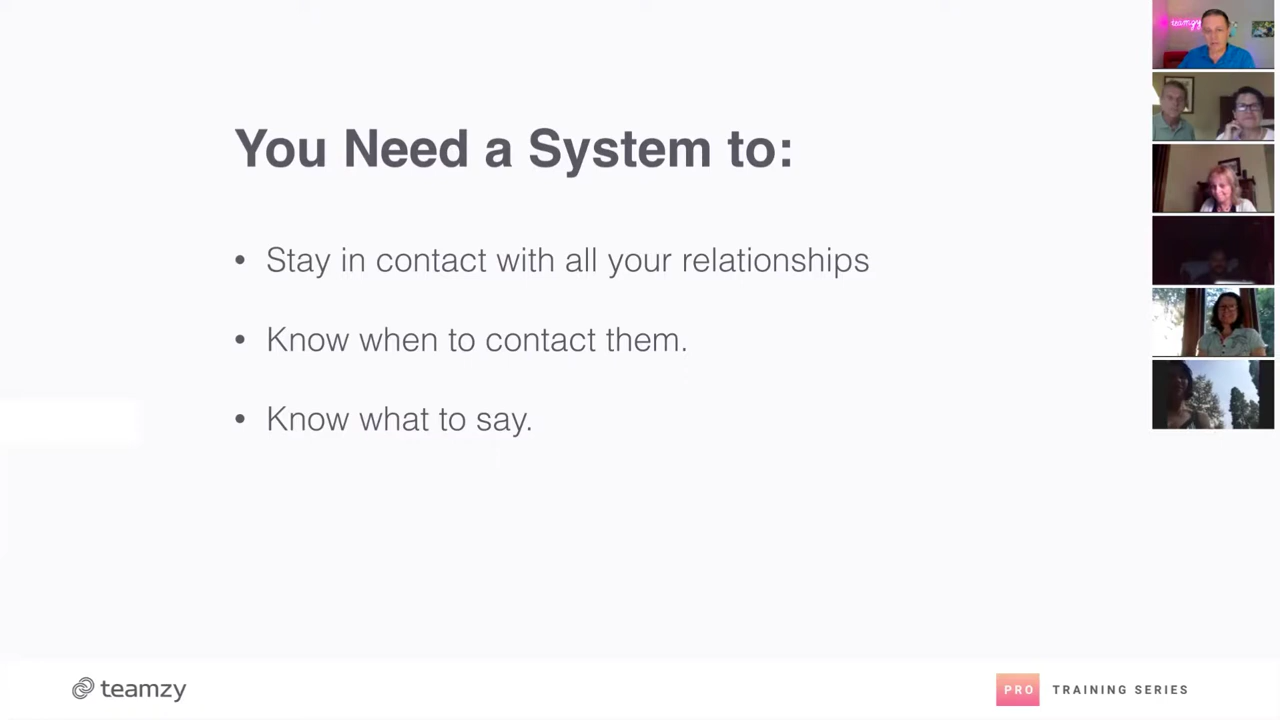 You Need a System to:
• Stay in contact with all your relationships
• Know when to contact them.
• Know what to say.
teamzy
PRO TRAINING SERIES
teamzy